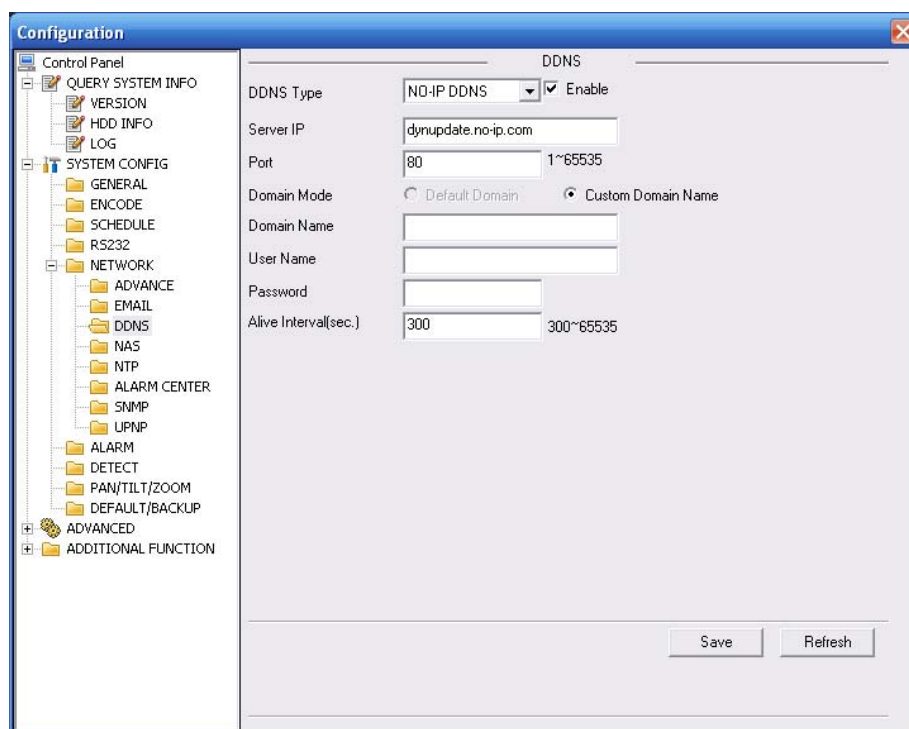 Configuration
Control Panel
QUERY SYSTEM INFO
VERSION
HDD INFO
LOG
SYSTEM CONFIG
GENERAL
ENCODE
SCHEDULE
RS232
NETWORK
ADVANCE
EMAIL
DDNS
NAS
NTP
ALARM CENTER
SNMP
UPNP
ALARM
DETECT
PAN/TILT/ZOOM
DEFAULT/BACKUP
ADVANCED
ADDITIONAL FUNCTION
DDNS
DDNS Type NO-IP DDNS Enable
Server IP dynupdate.no-ip.com
Port 80 1~65535
Domain Mode Default Domain Custom Domain Name
Domain Name
User Name
Password
Alive Interval(sec.) 300 300~65535
Save Refresh